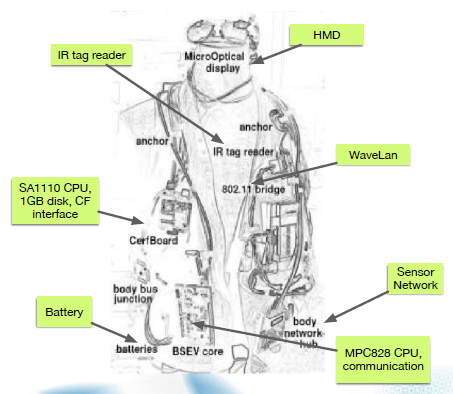 HMD
IR tag reader
MicroOptical
display
anchor
anchor
IR tag reader
WaveLan
802.11 bridge
SA1110 CPU,
1GB disk, CF
interface
CerfBoard
Sensor
Network
body bus
junction
Battery
body
network
hub
batteries
BSEV core
MPC828 CPU,
communication